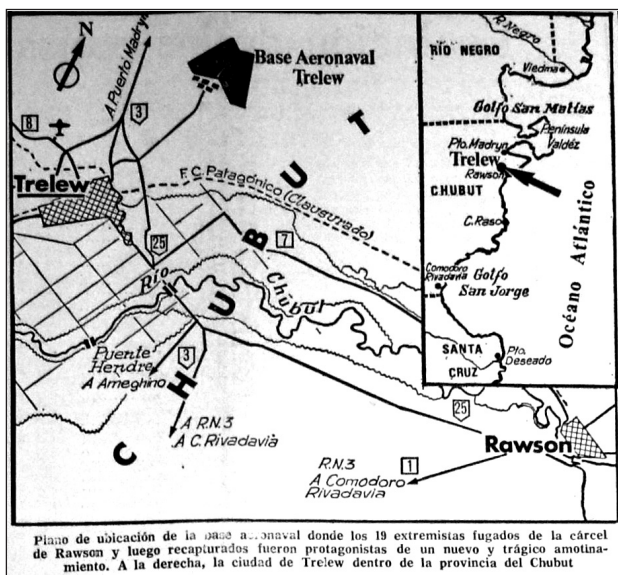 N
A Puerto Madryn
Base Aeronaval
Trelew
8
3
Trelew
F.C. Patagónico (Clausurado)
25
7
Río Chubut
CHUBUT
Puente
Hendre
A Ameghino
3
A R.N.3
A C. Rivadavia
25
Rawson
R.N.3
1
A Comodoro
Rivadavia
R. Negro
RÍO NEGRO
Viedma
Golfo San Matías
Península
Valdéz
Pto. Madryn
Trelew
Rawson
CHUBUT
C. Raso
Océano Atlántico
Comodoro
Rivadavia
Golfo
San Jorge
SANTA
CRUZ
Pto.
Deseado
Plano de ubicación de la base aeronaval donde los 19 extremistas fugados de la cárcel
de Rawson y luego recapturados fueron protagonistas de un nuevo y trágico amotina-
miento. A la derecha, la ciudad de Trelew dentro de la provincia del Chubut